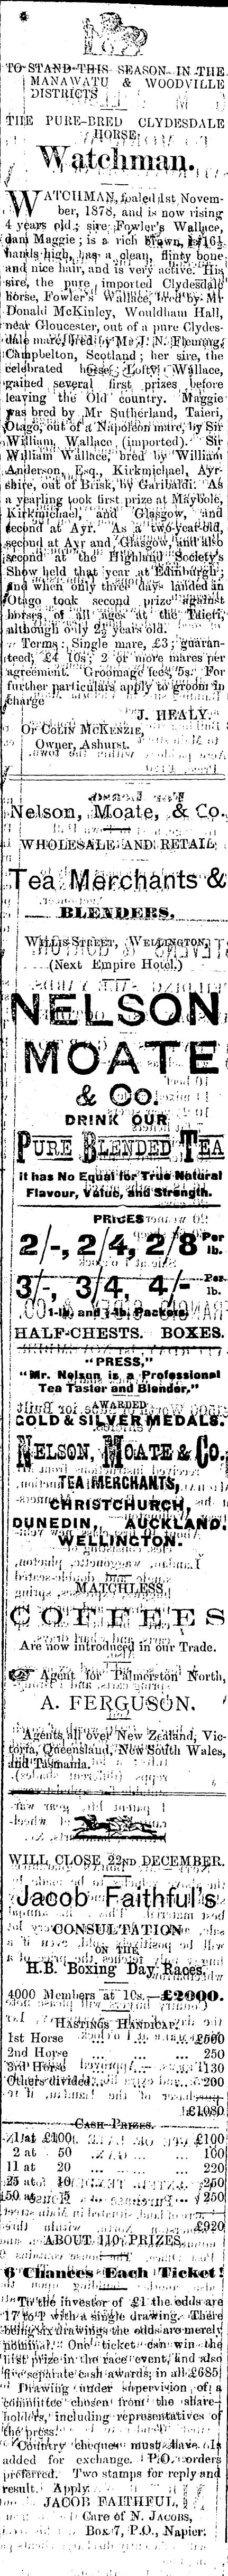 TO STAND THIS SEASON IN THE
MANAWATU & WOODVILLE
DISTRICTS
THE PURE-BRED CLYDESDALE
HORSE
Watchman.
WATCHMAN, foaled 1st Novem-
ber, 1878, and is now rising
4 years old; sire Fowler's Wallace,
dam Maggie; is a rich brown, is 16½
hands high, has a clean, flinty bone
and nice hair, and is very active. His
sire, the pure imported Clydesdale
horse, Fowler's Wallace, bred by Mr
Donald McKinley, Wouldham Hall,
near Gloucester, out of a pure Clydes-
dale mare, bred by Mr J. N. Fleming,
Campbelton, Scotland; her sire, the
celebrated horse, Lofty Wallace,
gained several first prizes before
leaving the Old country. Maggie
was bred by Mr Sutherland, Taieri,
Otago, out of a Napoleon mare, by Sir
William Wallace (imported). Sir
William Wallace, bred by William
Anderson, Esq., Kirkmichael, Ayr-
shire, out of Brisk, by Garibaldi. As
a yearling took first prize at Maybole,
Kirkmichael, and Glasgow, and
second at Ayr. As a two-year-old,
second at Ayr and Glasgow, and also
second at the Highland Society's
Show held that year at Edinburgh;
and when only three days landed in
Otago took second prize against
horses of all ages at the Taieri,
although only 2½ years old.
Terms: Single mare, £3; guaran-
teed, £4 10s; 2 or more mares per
agreement. Groomage fees, 5s. For
further particulars apply to groom in
charge
J. HEALY.
Or COLIN McKENZIE,
Owner, Ashurst.
Nelson, Moate, & Co.
WHOLESALE AND RETAIL
Tea Merchants &
BLENDERS,
WILLIS-STREET, WELLINGTON,
(Next Empire Hotel.)
NELSON
MOATE
& CO.
DRINK OUR
PURE BLENDED TEA
It has No Equal for True Natural
Flavour, Value, and Strength.
PRICES
2/-, 2/4, 2/8 Per lb.
3/-, 3/4, 4/- Per lb.
1-lb. and ½-lb. Packets
HALF-CHESTS. BOXES.
"PRESS,"
"Mr. Nelson is a Professional
Tea Taster and Blender."
AWARDED
GOLD & SILVER MEDALS.
NELSON, MOATE & CO.
TEA MERCHANTS,
CHRISTCHURCH,
DUNEDIN, AUCKLAND.
WELLINGTON.
MATCHLESS
COFFEES
Are now introduced in our Trade.
Agent for Palmerston North,
A. FERGUSON.
Agents all over New Zealand, Vic-
toria, Queensland, New South Wales,
and Tasmania.
WILL CLOSE 22ND DECEMBER.
Jacob Faithful's
CONSULTATION
ON THE
H.B. Boxing Day Races.
4000 Members at 10s.—£2000.
HASTINGS HANDICAP.
1st Horse ... ... ... £500
2nd Horse ... ... ... 250
3rd Horse ... ... 130
Others divided ... ... 200
£1080
CASH PRIZES.
1 at £100 ... £100
2 at 50 ... 100
11 at 20 ... 220
25 at 10 ... 250
50 at 5 ... 250
£920
ABOUT 110 PRIZES
6 Chances Each Ticket!
To the investor of £1 the odds are
17 to 1 with a single drawing. There
being six drawings the odds are merely
nominal. One ticket can win the
first prize in the race event, and also
five separate cash awards, in all £685
Drawing under supervision of a
committee chosen from the share-
holders, including representatives of
the press.
Country cheques must have 1s
added for exchange. P.O. orders
preferred. Two stamps for reply and
result. Apply
JACOB FAITHFUL,
Care of N. JACOBS,
Box 7, P.O., Napier.